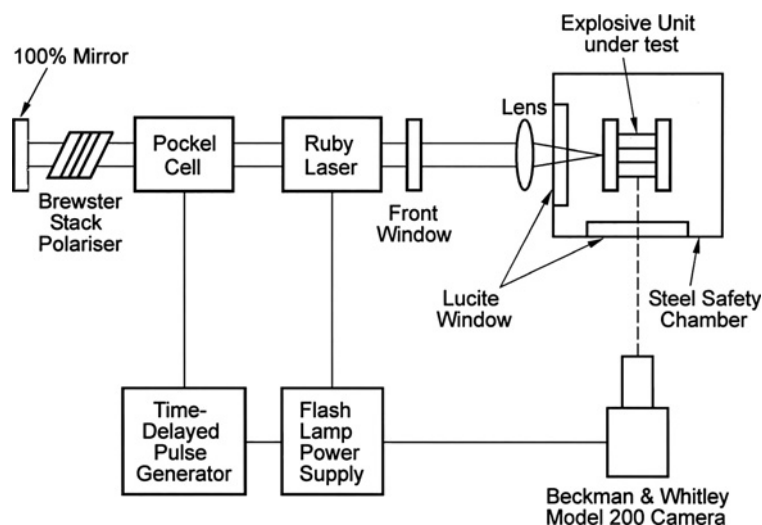 Explosive Unit
under test
100% Mirror
Lens
Pockel
Cell
Ruby
Laser
Brewster
Stack
Polariser
Front
Window
Lucite
Window
Steel Safety
Chamber
Time-
Delayed
Pulse
Generator
Flash
Lamp
Power
Supply
Beckman & Whitley
Model 200 Camera